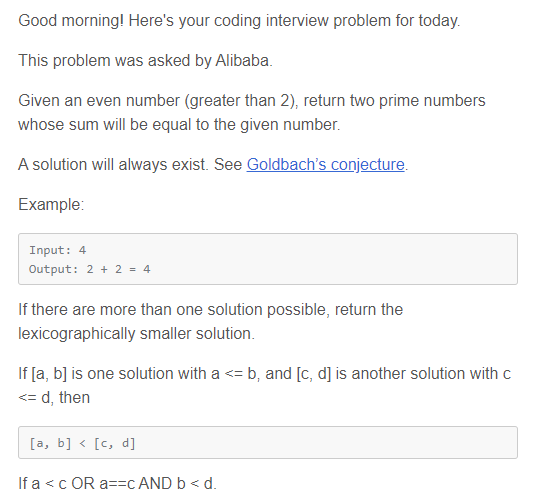 Good morning! Here's your coding interview problem for today.
This problem was asked by Alibaba.
Given an even number (greater than 2), return two prime numbers
whose sum will be equal to the given number.
A solution will always exist. See Goldbach’s conjecture.
Example:
Input: 4
Output: 2 + 2 = 4
If there are more than one solution possible, return the
lexicographically smaller solution.
If [a, b] is one solution with a <= b, and [c, d] is another solution with c
<= d, then
[a, b] < [c, d]
If a < c OR a==c AND b < d.